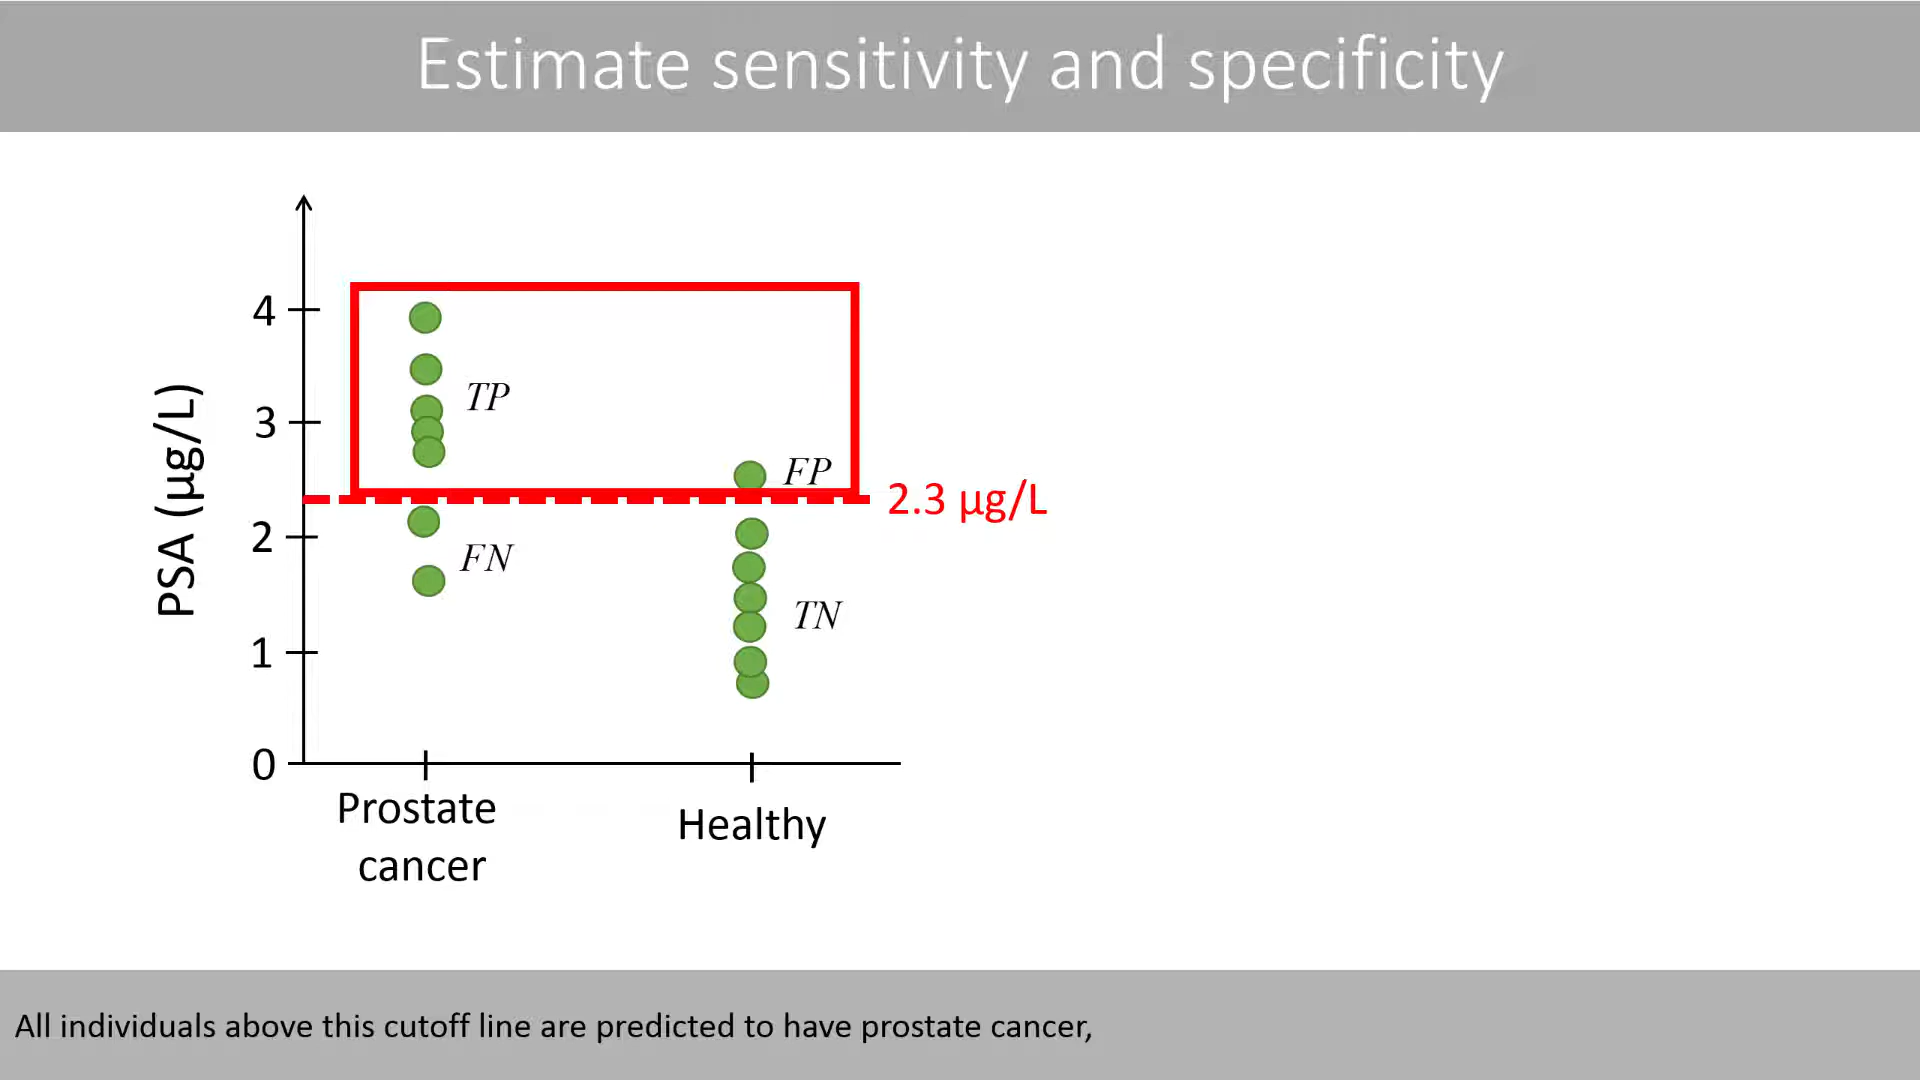 Estimate sensitivity and specificity
PSA (µg/L)
4
3
2
1
0
TP
FP
2.3 µg/L
FN
TN
Prostate
cancer
Healthy
All individuals above this cutoff line are predicted to have prostate cancer,